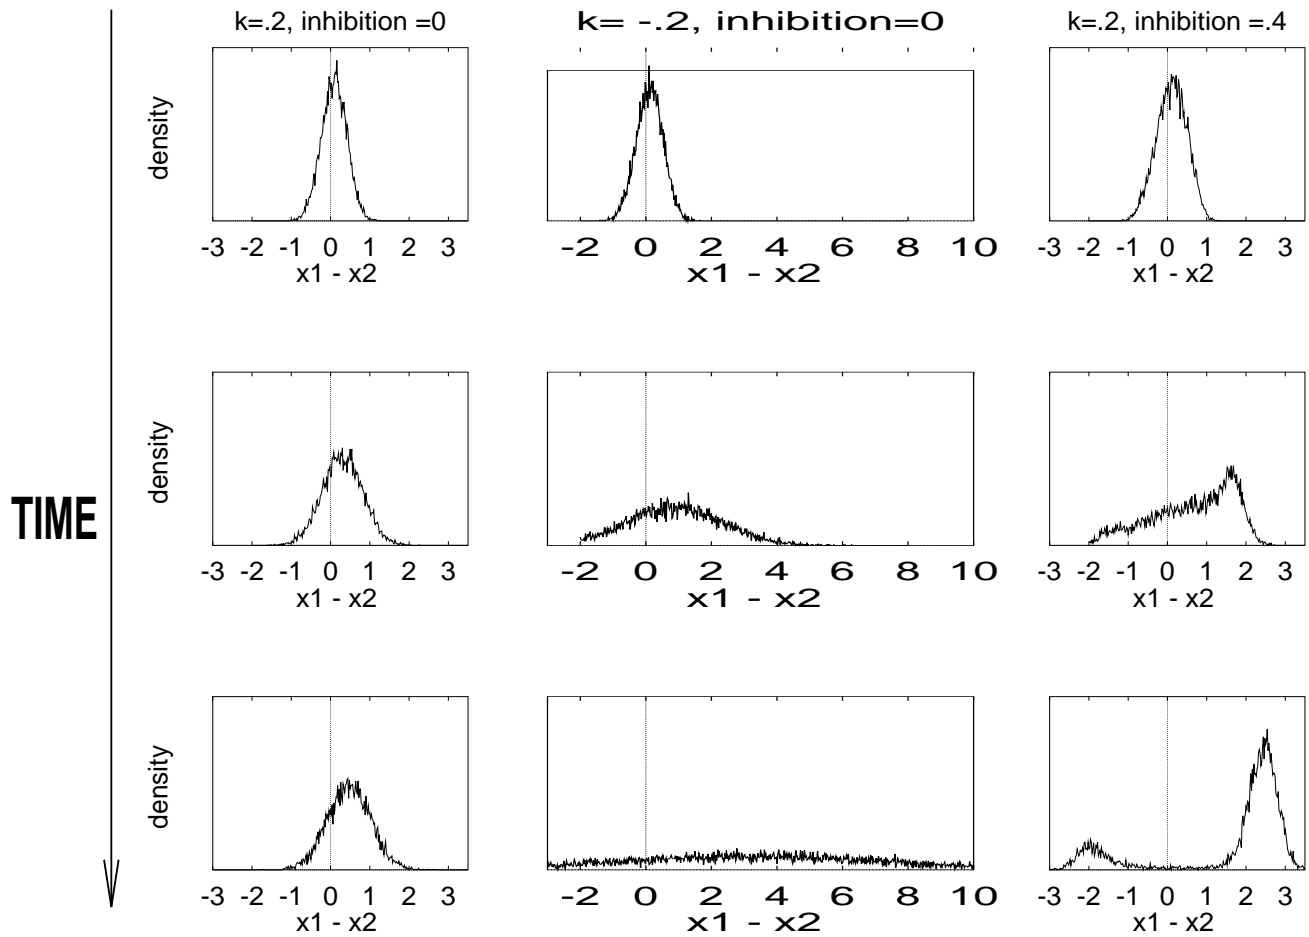 k=.2, inhibition =0
k= -.2, inhibition=0
k=.2, inhibition =.4
density
-3 -2 -1 0 1 2 3
x1 - x2
-2 0 2 4 6 8 10
x1 - x2
-3 -2 -1 0 1 2 3
x1 - x2
TIME
density
-3 -2 -1 0 1 2 3
x1 - x2
-2 0 2 4 6 8 10
x1 - x2
-3 -2 -1 0 1 2 3
x1 - x2
density
-3 -2 -1 0 1 2 3
x1 - x2
-2 0 2 4 6 8 10
x1 - x2
-3 -2 -1 0 1 2 3
x1 - x2